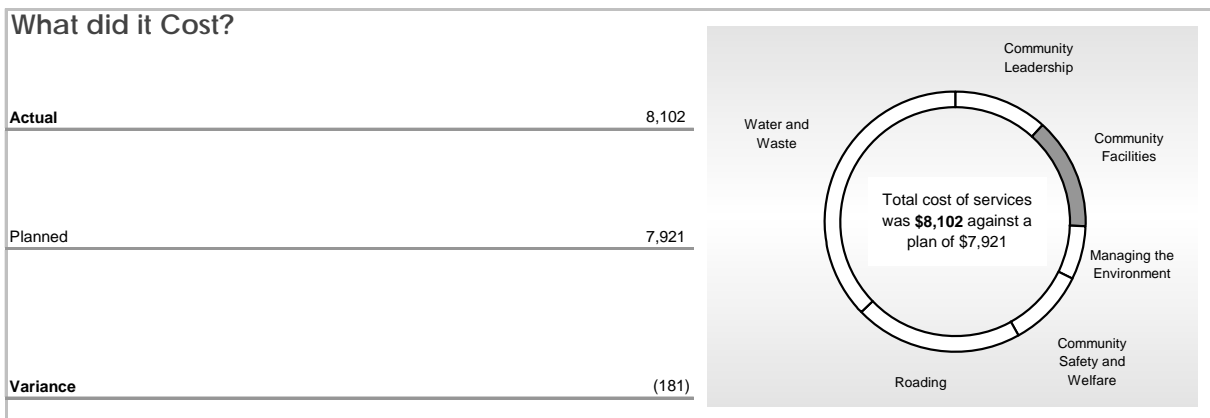 What did it Cost?
Actual 8,102
Planned 7,921
Variance (181)
Community
Leadership
Water and
Waste
Community
Facilities
Total cost of services
was $8,102 against a
plan of $7,921
Managing the
Environment
Community
Safety and
Welfare
Roading